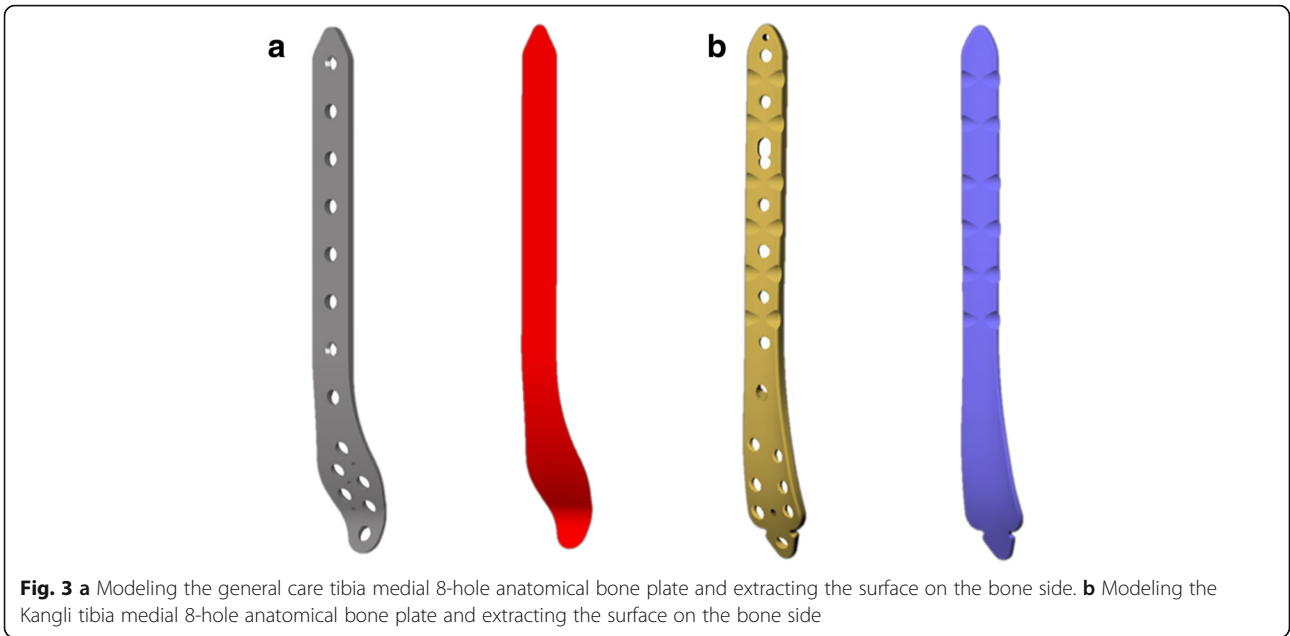 a
b
Fig. 3 a Modeling the general care tibia medial 8-hole anatomical bone plate and extracting the surface on the bone side. b Modeling the
Kangli tibia medial 8-hole anatomical bone plate and extracting the surface on the bone side